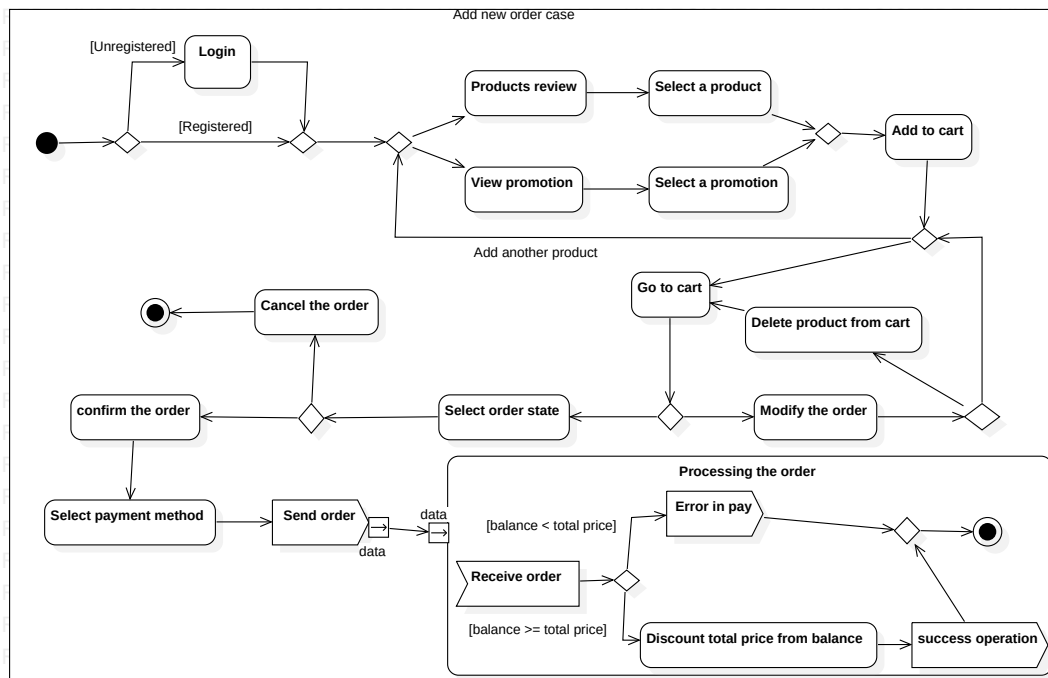 Add new order case
[Unregistered]
Login
[Registered]
Products review
Select a product
Add to cart
View promotion
Select a promotion
Add another product
Go to cart
Cancel the order
Delete product from cart
confirm the order
Select order state
Modify the order
Processing the order
Select payment method
Send order
data
data
[balance < total price]
Error in pay
Receive order
[balance >= total price]
Discount total price from balance
success operation